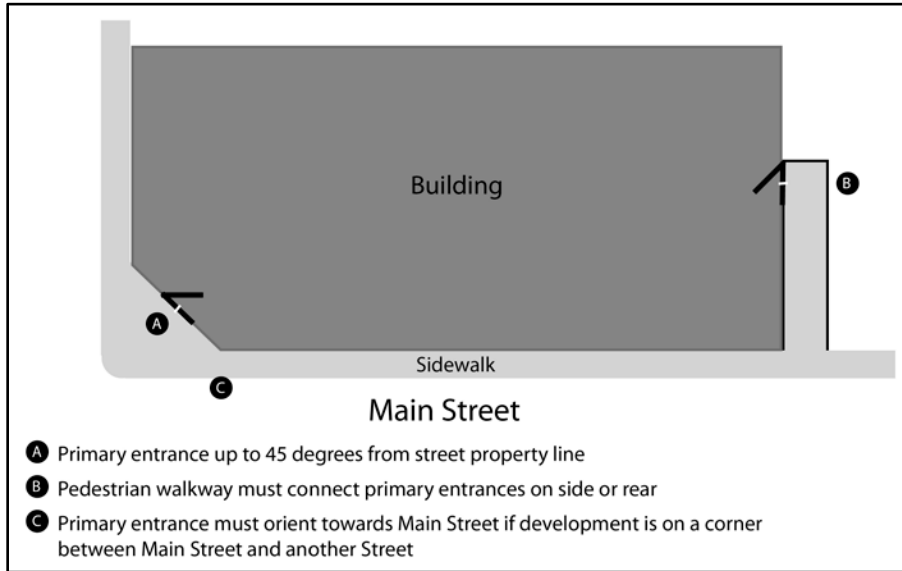 Building
B
A
Sidewalk
C
Main Street
A Primary entrance up to 45 degrees from street property line
B Pedestrian walkway must connect primary entrances on side or rear
C Primary entrance must orient towards Main Street if development is on a corner
between Main Street and another Street